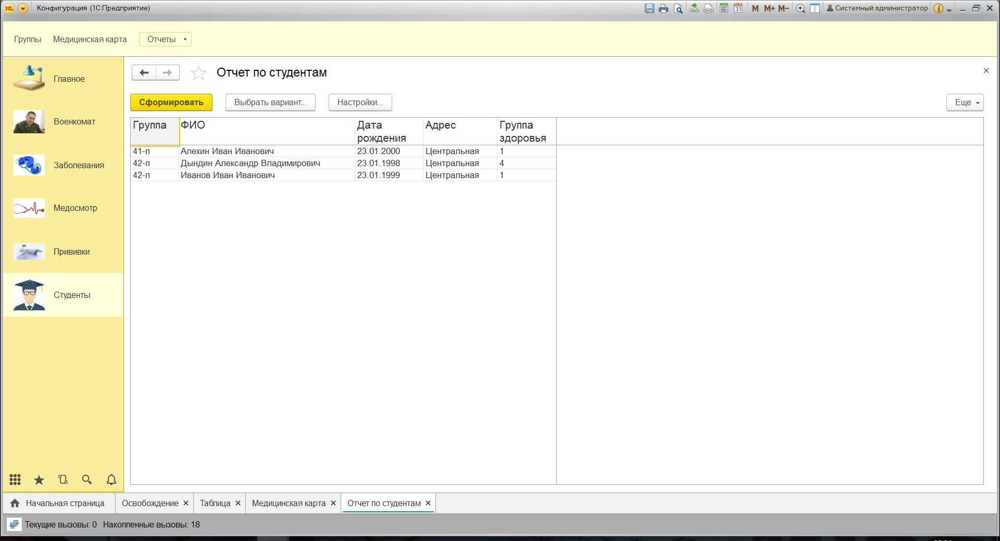 Конфигурация (1С:Предприятие)
31 M M+ M- Системный администратор
Группы Медицинская карта Отчеты
Главное
Военкомат
Заболевания
Медосмотр
Прививки
Студенты
Отчет по студентам
Сформировать Выбрать вариант... Настройки... Еще
Группа ФИО Дата рождения Адрес Группа здоровья
41-п Алехин Иван Иванович 23.01.2000 Центральная 1
42-п Дындин Александр Владимирович 23.01.1998 Центральная 4
42-п Иванов Иван Иванович 23.01.1999 Центральная 1
Начальная страница Освобождение Таблица Медицинская карта Отчет по студентам
Текущие вызовы: 0 Накопленные вызовы: 18